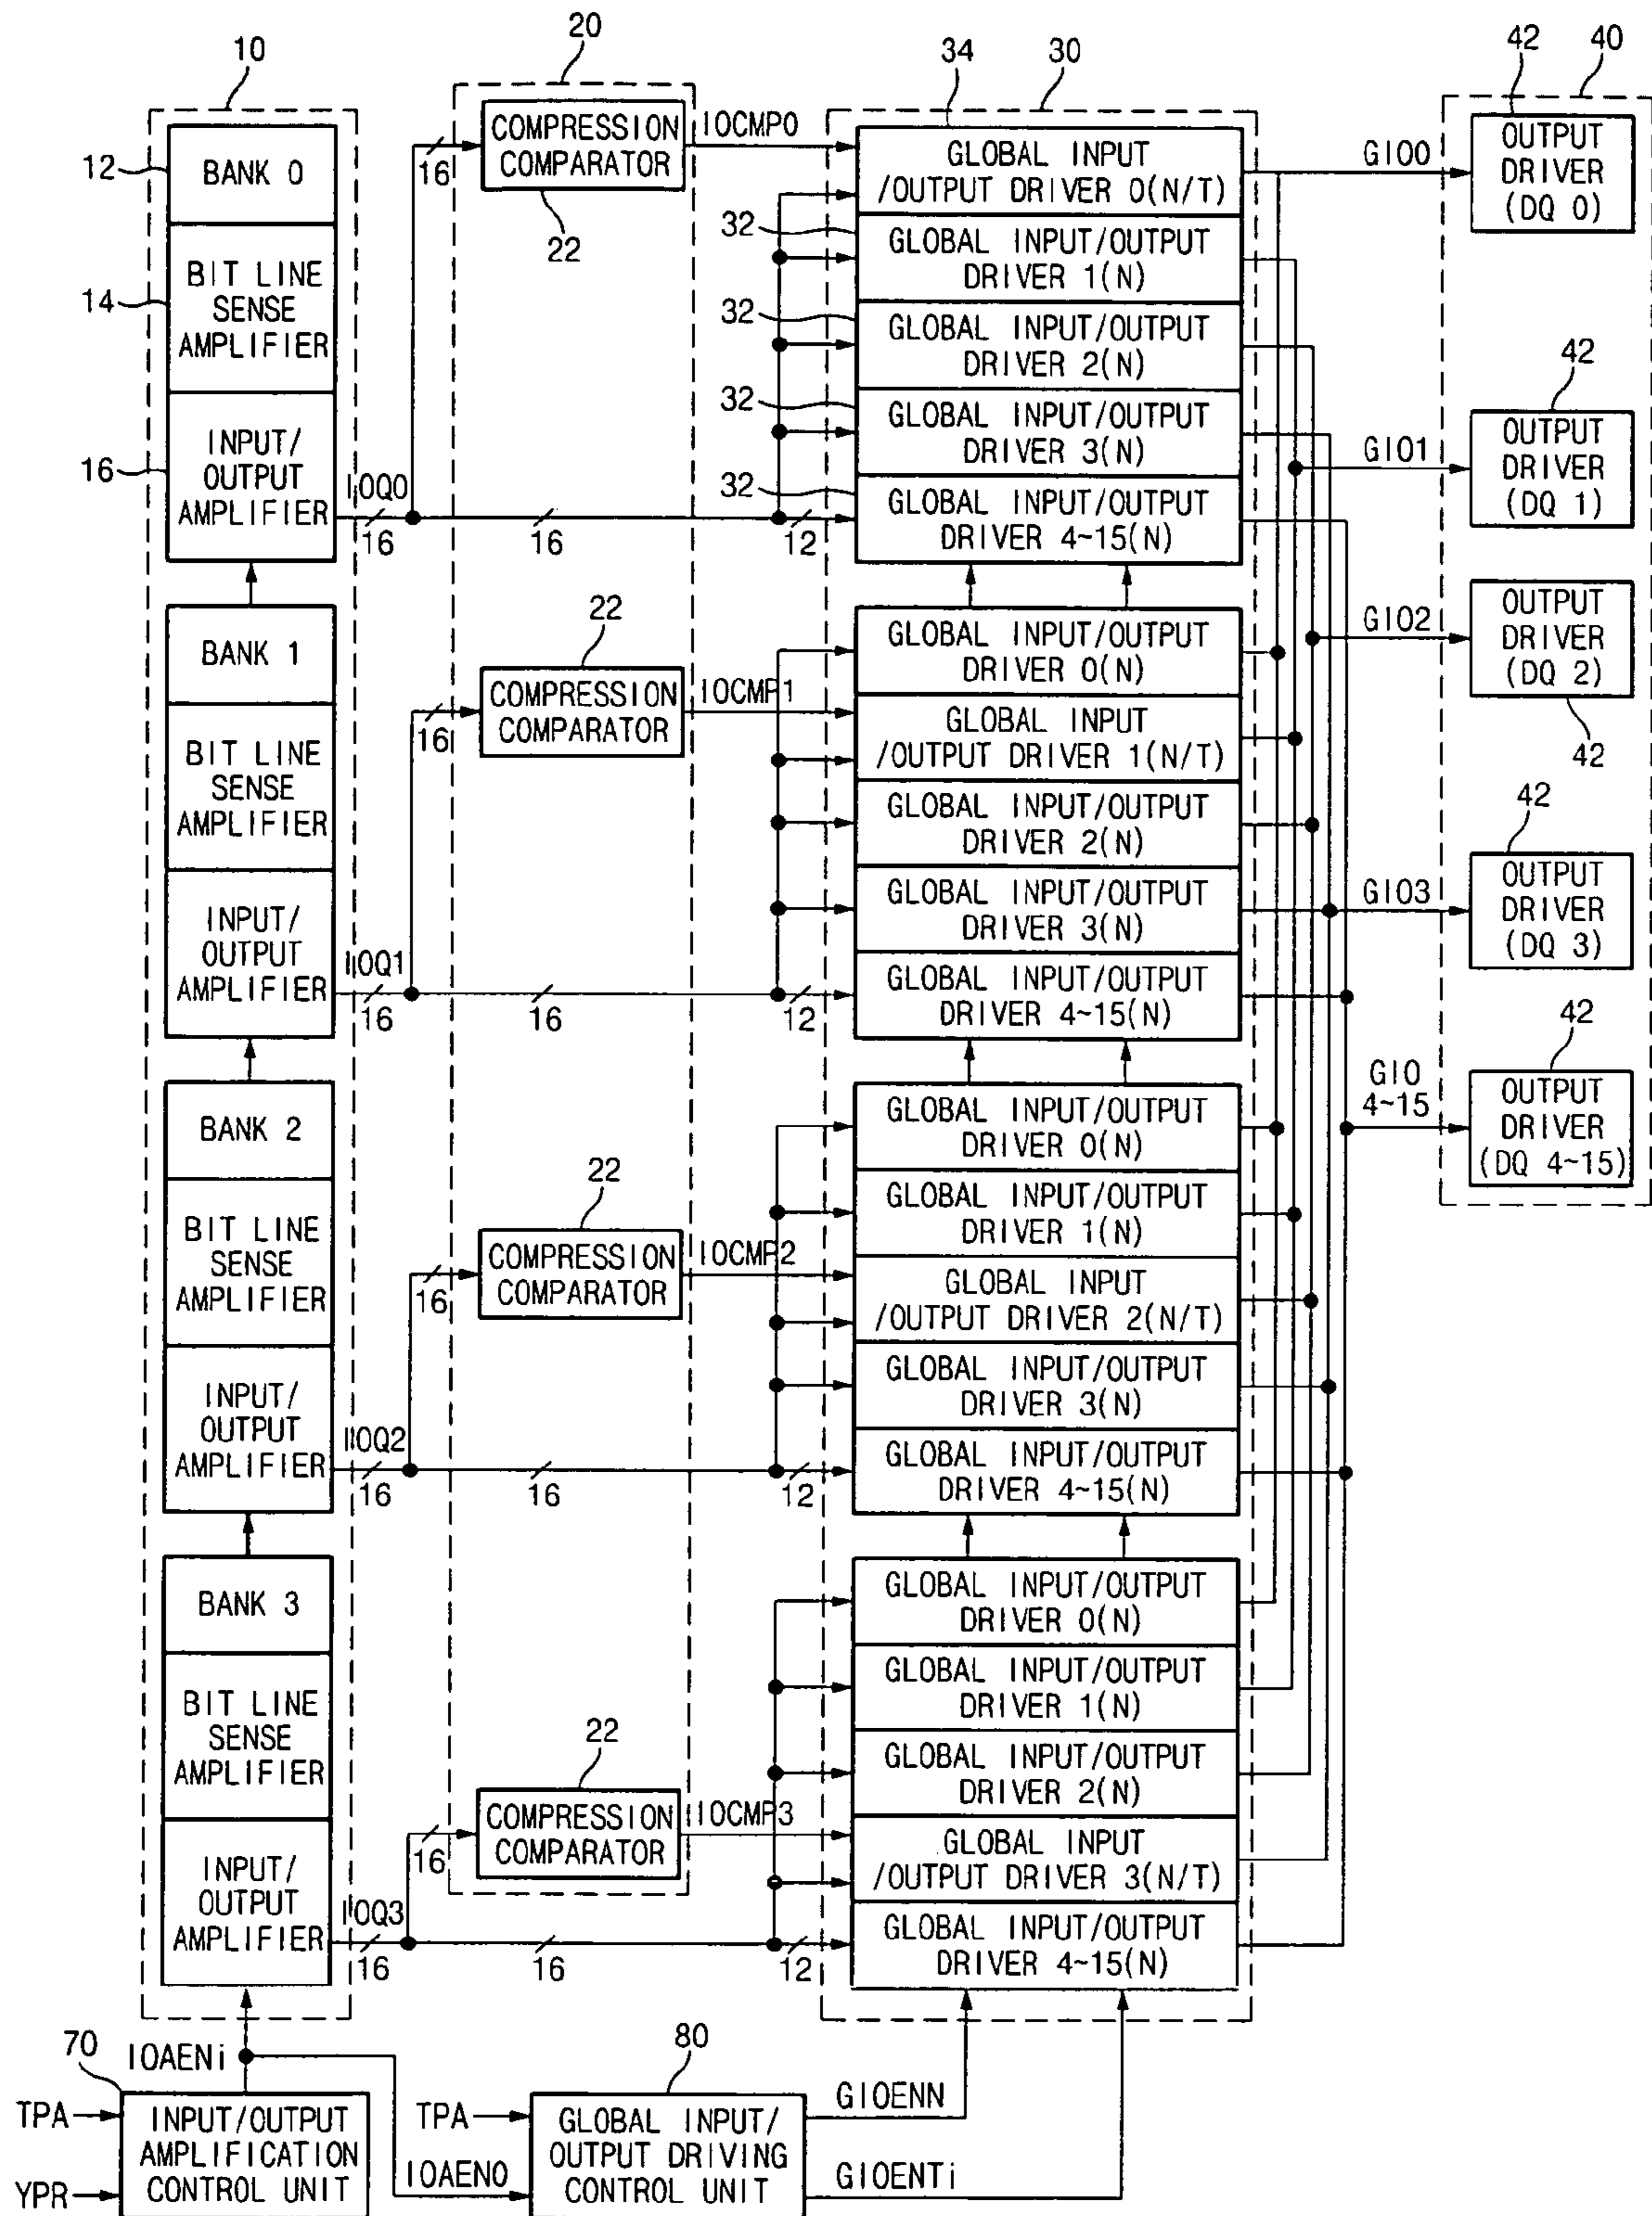 10
12
BANK 0
14
BIT LINE
SENSE
AMPLIFIER
16
INPUT/
OUTPUT
AMPLIFIER
IOQ0
16
16
12
20
16
COMPRESSION
COMPARATOR
22
IOCMP0
34
30
GLOBAL INPUT
/OUTPUT DRIVER 0(N/T)
32
GLOBAL INPUT/OUTPUT
DRIVER 1(N)
32
GLOBAL INPUT/OUTPUT
DRIVER 2(N)
32
GLOBAL INPUT/OUTPUT
DRIVER 3(N)
32
GLOBAL INPUT/OUTPUT
DRIVER 4~15(N)
42
40
GIO0
OUTPUT
DRIVER
(DQ 0)
42
GIO1
OUTPUT
DRIVER
(DQ 1)
GIO2
OUTPUT
DRIVER
(DQ 2)
42
42
GIO3
OUTPUT
DRIVER
(DQ 3)
42
GIO
4~15
OUTPUT
DRIVER
(DQ 4~15)
BANK 1
BIT LINE
SENSE
AMPLIFIER
INPUT/
OUTPUT
AMPLIFIER
IOQ1
16
16
12
22
16
COMPRESSION
COMPARATOR
IOCMP1
GLOBAL INPUT/OUTPUT
DRIVER 0(N)
GLOBAL INPUT
/OUTPUT DRIVER 1(N/T)
GLOBAL INPUT/OUTPUT
DRIVER 2(N)
GLOBAL INPUT/OUTPUT
DRIVER 3(N)
GLOBAL INPUT/OUTPUT
DRIVER 4~15(N)
BANK 2
BIT LINE
SENSE
AMPLIFIER
INPUT/
OUTPUT
AMPLIFIER
IOQ2
16
16
12
22
16
COMPRESSION
COMPARATOR
IOCMP2
GLOBAL INPUT/OUTPUT
DRIVER 0(N)
GLOBAL INPUT/OUTPUT
DRIVER 1(N)
GLOBAL INPUT
/OUTPUT DRIVER 2(N/T)
GLOBAL INPUT/OUTPUT
DRIVER 3(N)
GLOBAL INPUT/OUTPUT
DRIVER 4~15(N)
BANK 3
BIT LINE
SENSE
AMPLIFIER
INPUT/
OUTPUT
AMPLIFIER
IOQ3
16
16
12
22
16
COMPRESSION
COMPARATOR
IOCMP3
GLOBAL INPUT/OUTPUT
DRIVER 0(N)
GLOBAL INPUT/OUTPUT
DRIVER 1(N)
GLOBAL INPUT/OUTPUT
DRIVER 2(N)
GLOBAL INPUT
/OUTPUT DRIVER 3(N/T)
GLOBAL INPUT/OUTPUT
DRIVER 4~15(N)
70
IOAENi
TPA
YPR
INPUT/OUTPUT
AMPLIFICATION
CONTROL UNIT
80
TPA
IOAEN0
GLOBAL INPUT/
OUTPUT DRIVING
CONTROL UNIT
GIOENN
GIOENTi